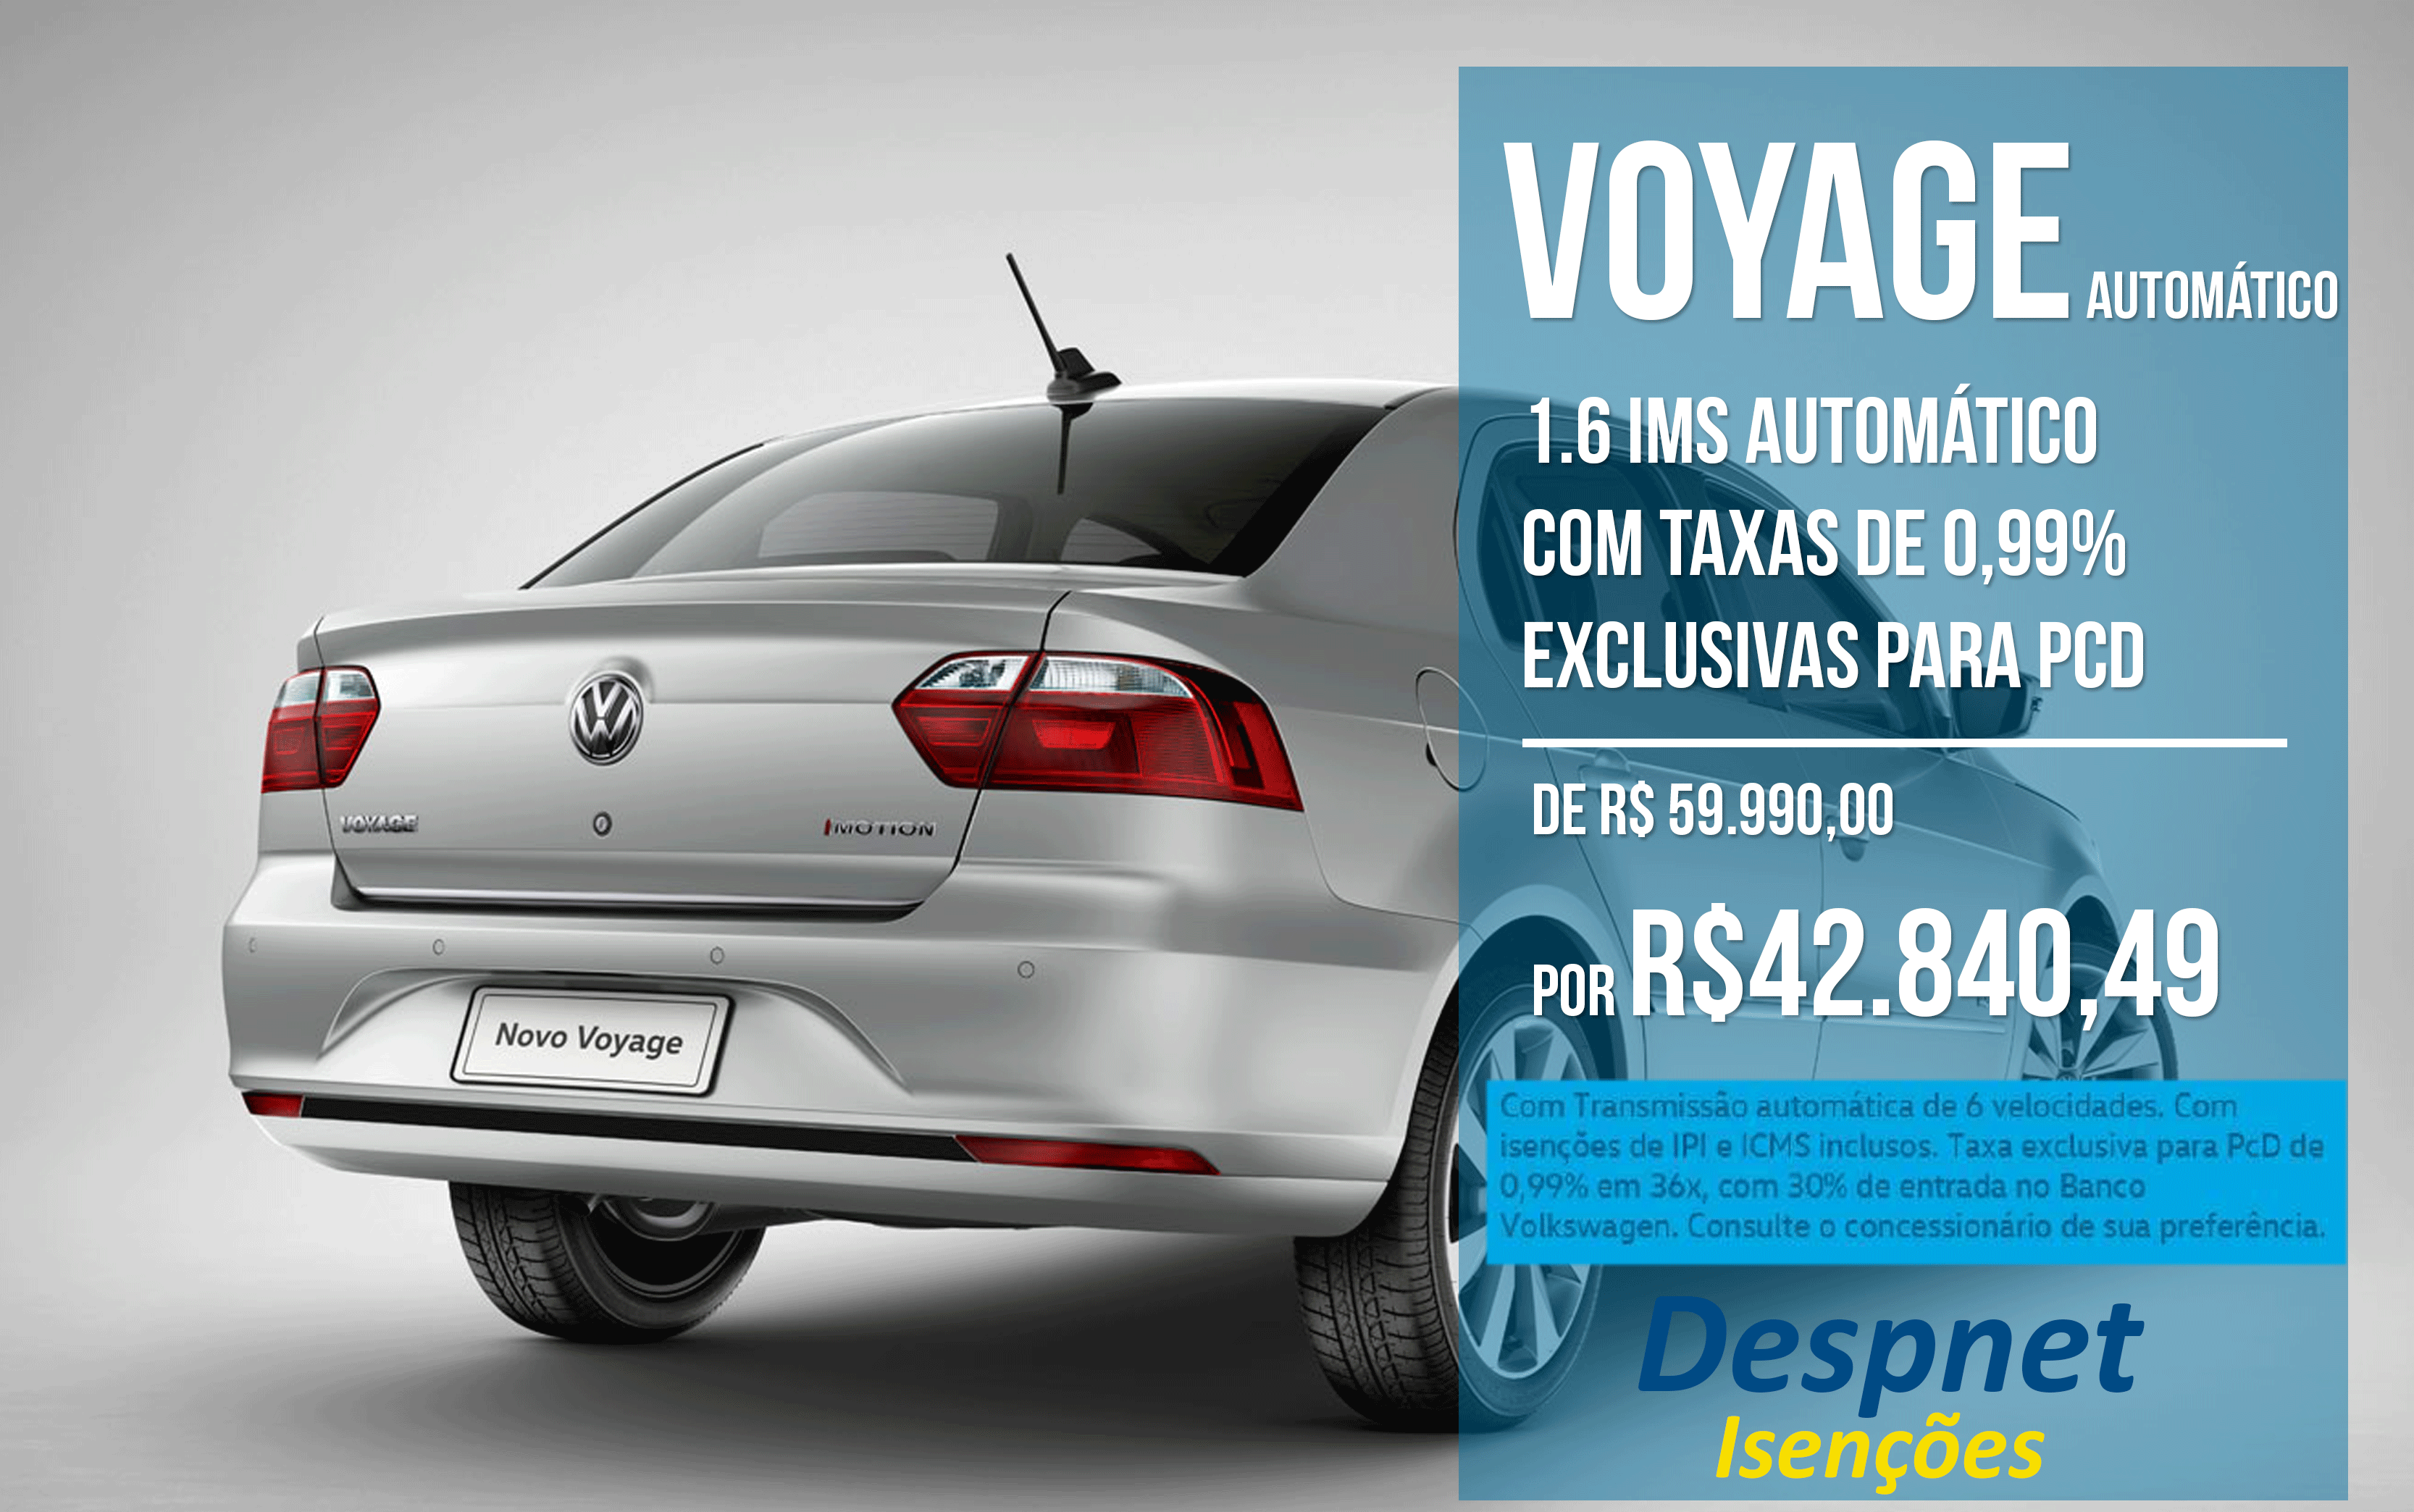 VOYAGE AUTOMÁTICO
1.6 IMS AUTOMÁTICO
COM TAXAS DE 0,99%
EXCLUSIVAS PARA PCD
DE R$ 59.990,00
POR R$42.840,49
Com Transmissão automática de 6 velocidades. Com
isenções de IPI e ICMS inclusos. Taxa exclusiva para PcD de
0,99% em 36x, com 30% de entrada no Banco
Volkswagen. Consulte o concessionário de sua preferência.
Despnet
Isenções
VOYAGE
IMOTION
Novo Voyage